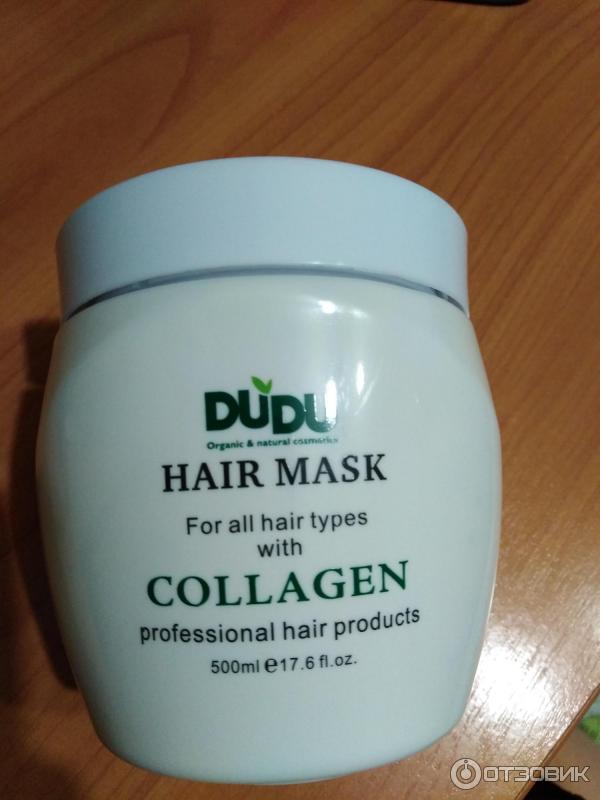 DUDU
Organic & natural cosmetics
HAIR MASK
For all hair types
with
COLLAGEN
professional hair products
500ml e17.6 fl.oz.
ОТЗОВИК